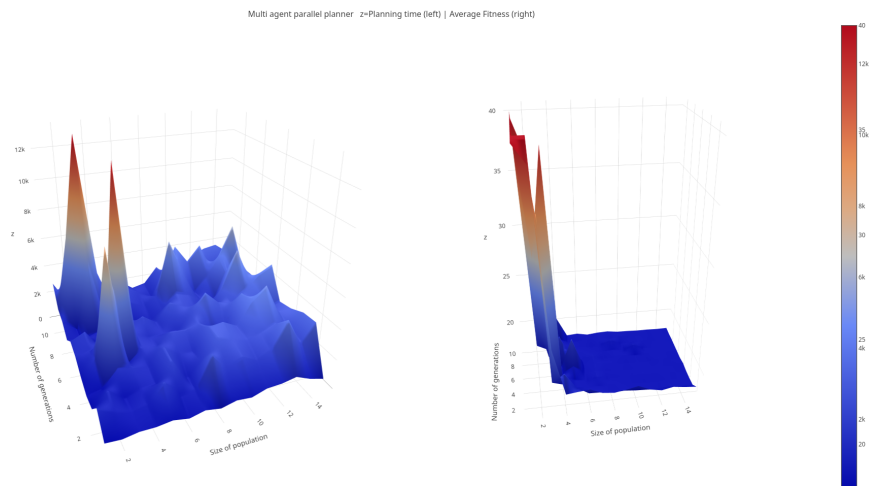 Multi agent parallel planner z=Planning time (left) | Average Fitness (right)
12k
10k
8k
6k
4k
2k
0
z
10
8
6
4
2
Number of generations
2
4
6
8
10
12
14
Size of population
40
35
30
25
20
z
10
8
6
4
2
Number of generations
2
4
6
8
10
12
14
Size of population
40
12k
35
10k
8k
30
6k
25
4k
2k
20